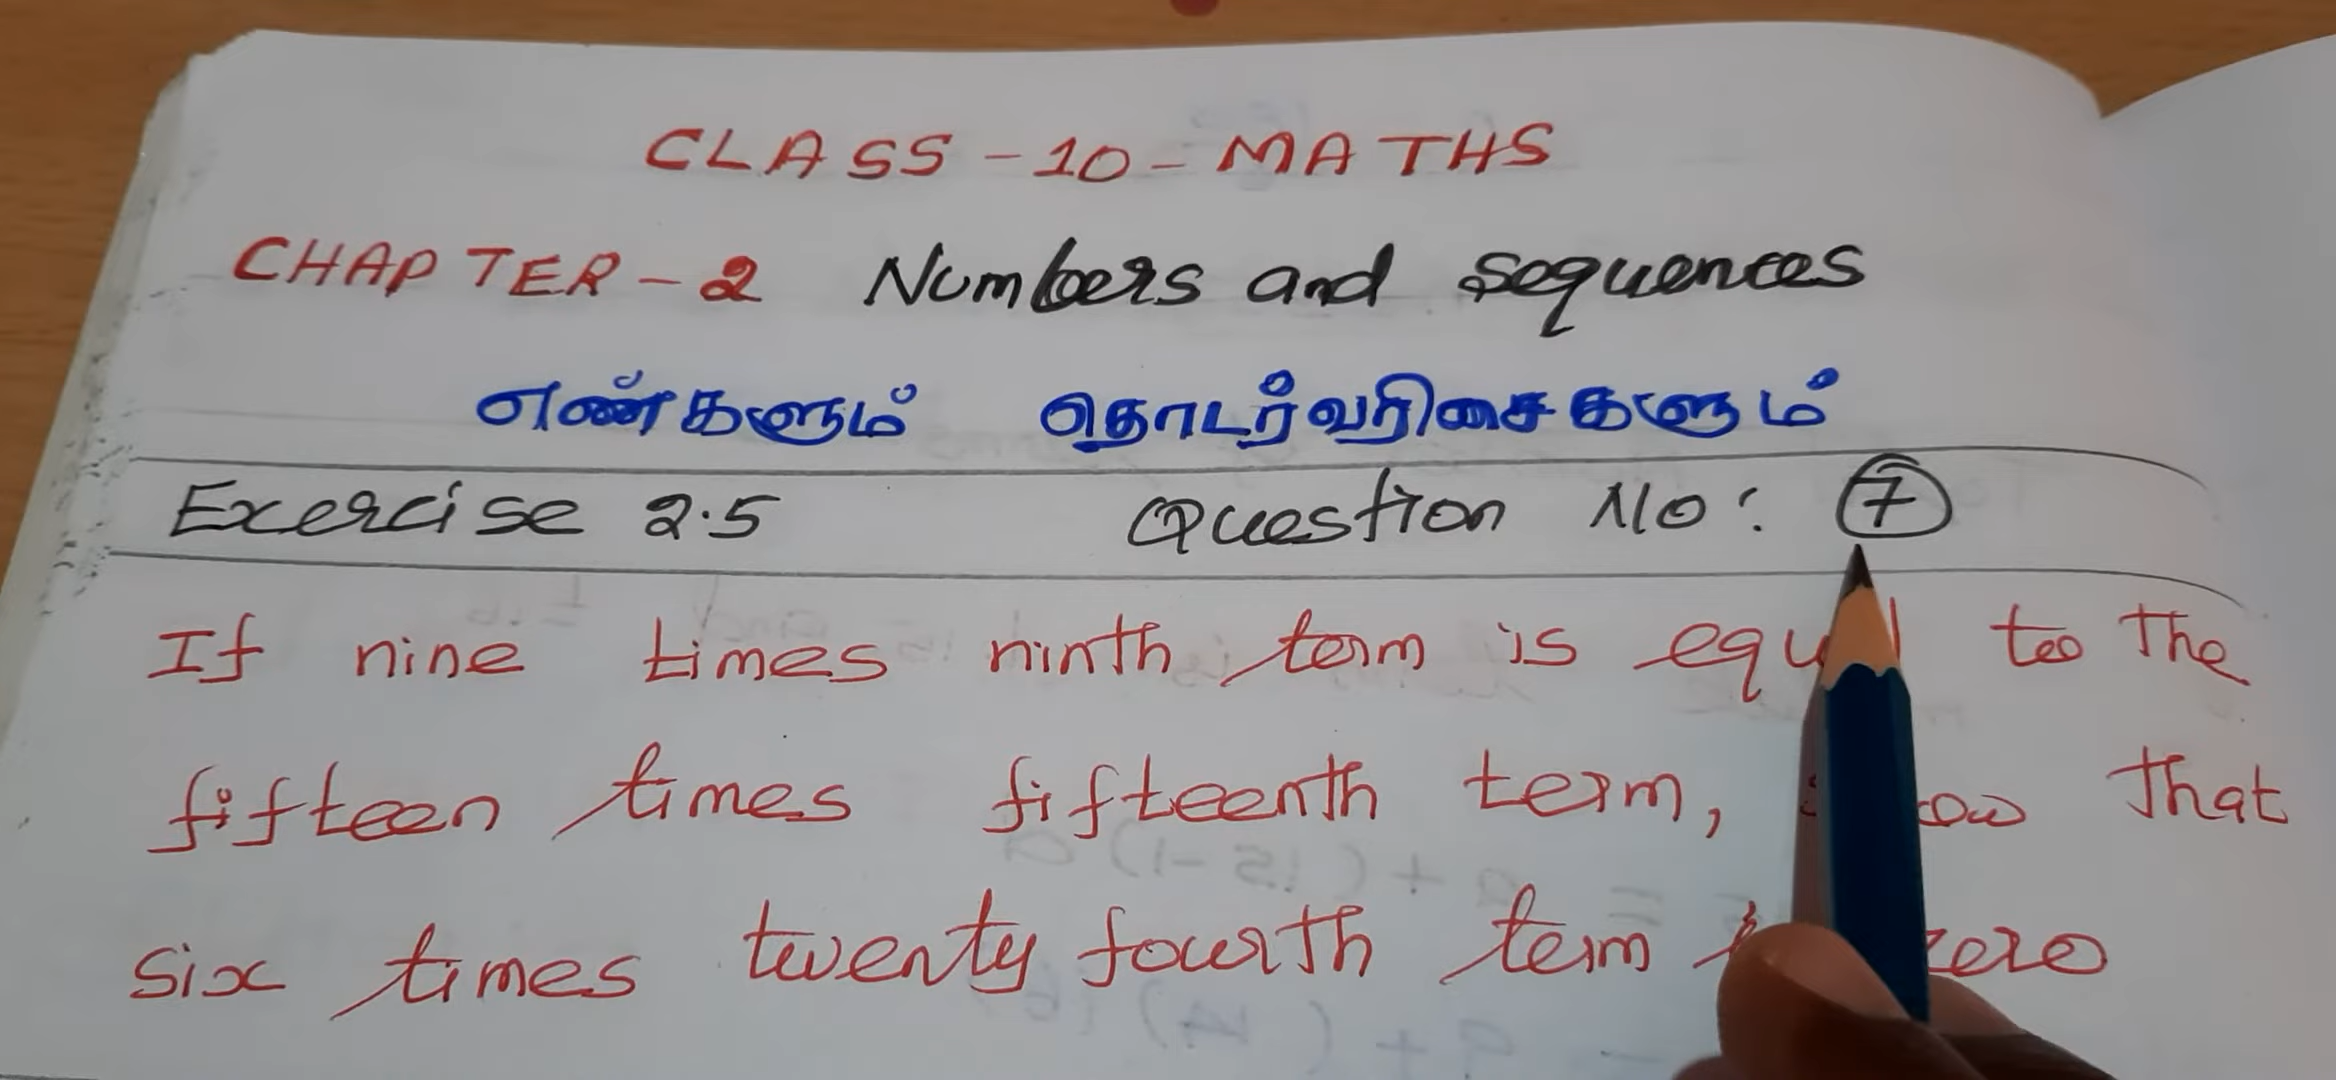 CLASS - 10 - MATHS
CHAPTER - 2 Numbers and sequences
எண்களும் தொடர்வரிசைகளும்
Exercise 2.5 Question No: 7
If nine times ninth term is equal to the
fifteen times fifteenth term, show that
six times twenty fourth term zero